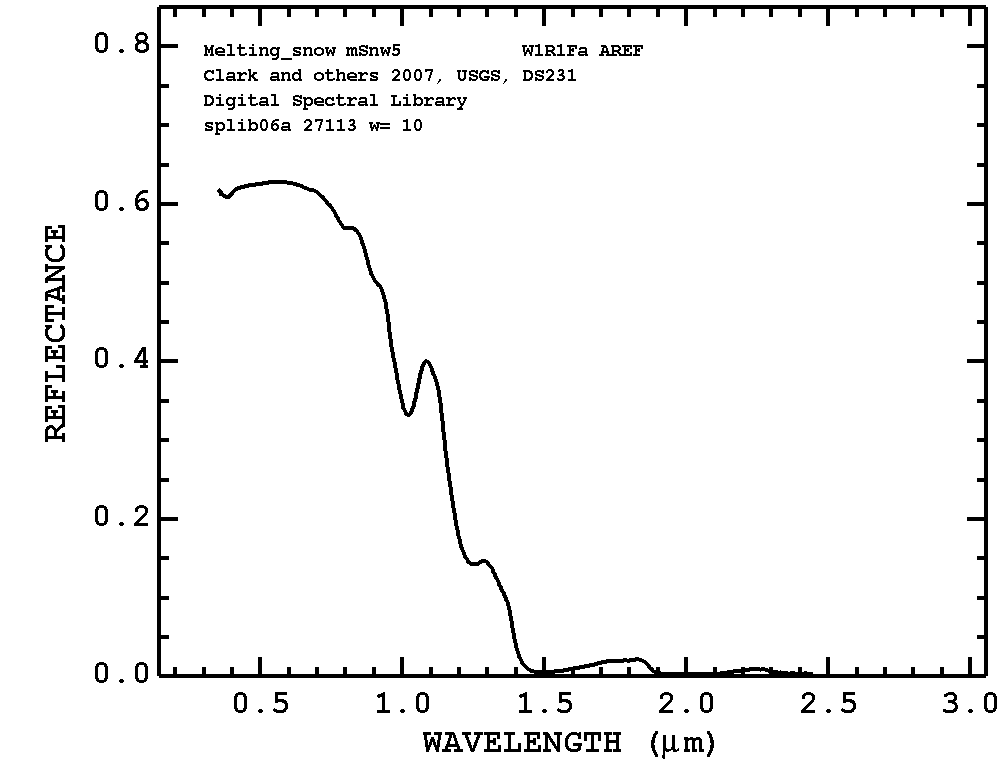 Melting_snow mSnw5 W1R1Fa AREF
Clark and others 2007, USGS, DS231
Digital Spectral Library
splib06a 27113 w= 10
0.8
0.6
0.4
0.2
0.0
REFLECTANCE
0.5 1.0 1.5 2.0 2.5 3.0
WAVELENGTH (μm)